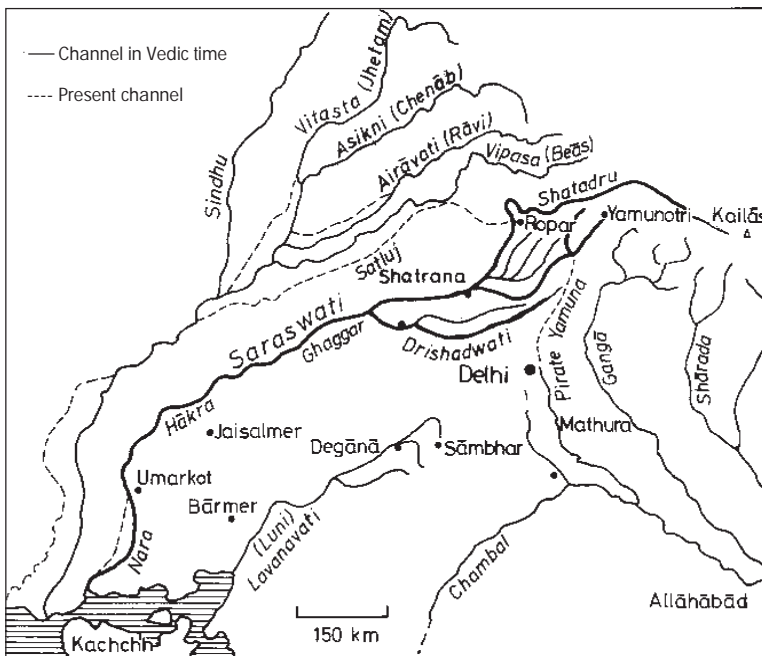 Channel in Vedic time
Present channel
Sindhu
Vitasta (Jhelam)
Asikni (Chenāb)
Airāvati (Rāvi)
Vipasa (Beās)
Shatadru
Ropar
Yamunotri
Kailās
Satluj
Shatrana
Saraswati
Ghaggar
Drishadwati
Delhi
Pirate Yamuna
Gangā
Shārada
Hākra
Jaisalmer
Degānā
Sāmbhar
Mathura
Umarkot
Bārmer
Nara
(Luni)
Lavanavati
Chambal
Allāhābād
150 km
Kachchh